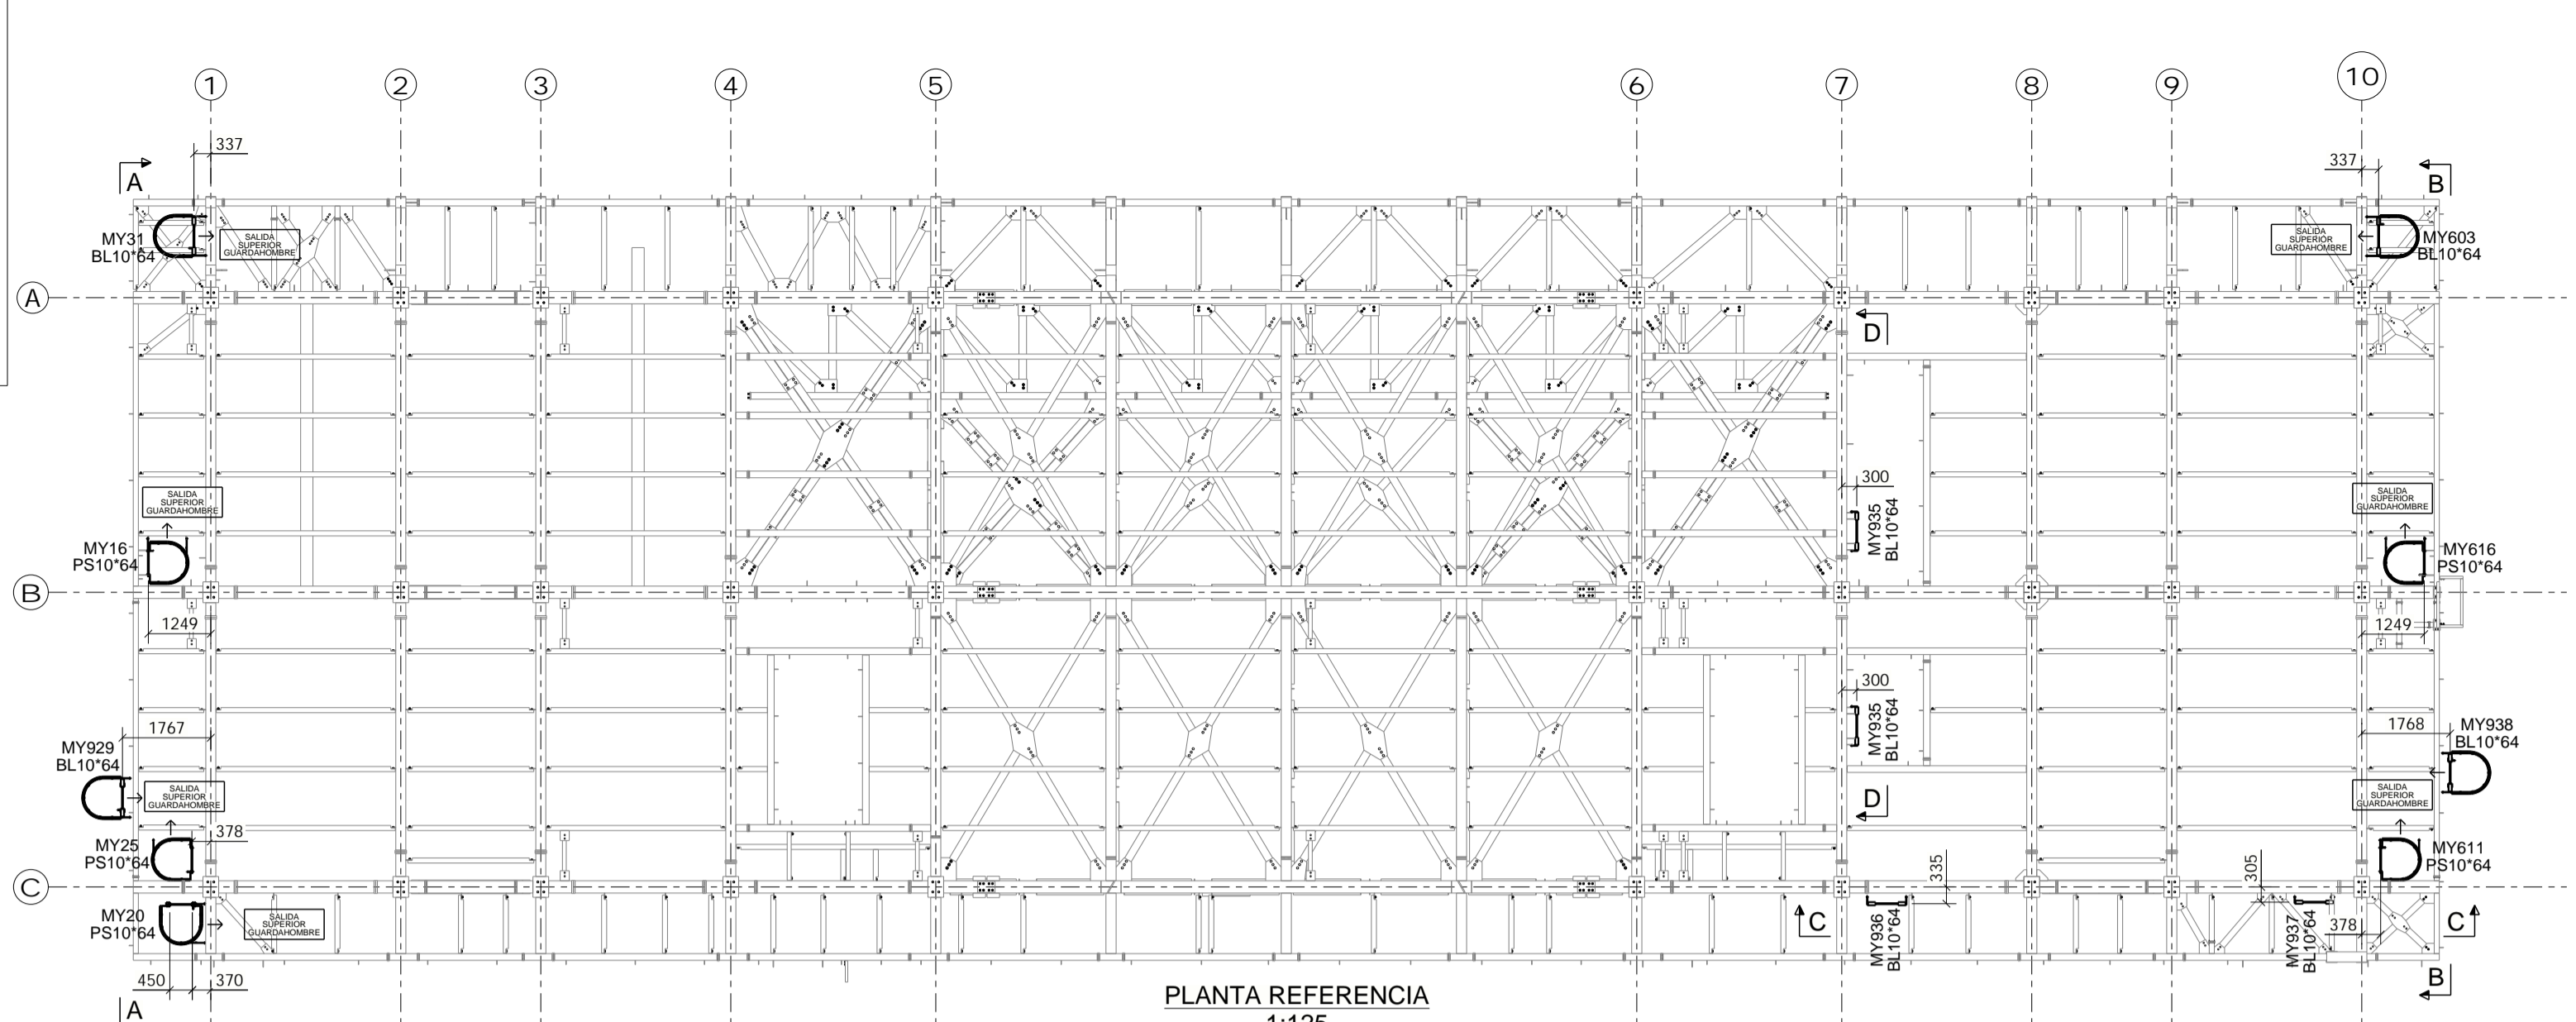 1
2
3
4
5
6
7
8
9
10
337
337
A
B
MY31
BL10*64
SALIDA
SUPERIOR
GUARDAHOMBRE
SALIDA
SUPERIOR
GUARDAHOMBRE
MY603
BL10*64
A
D
300
MY935
BL10*64
SALIDA
SUPERIOR
GUARDAHOMBRE
SALIDA
SUPERIOR
GUARDAHOMBRE
MY16
PS10*64
MY616
PS10*64
B
1249
1249
300
MY935
BL10*64
1767
1768
MY929
BL10*64
MY938
BL10*64
SALIDA
SUPERIOR
GUARDAHOMBRE
SALIDA
SUPERIOR
GUARDAHOMBRE
D
378
MY25
PS10*64
MY611
PS10*64
335
305
C
MY20
PS10*64
SALIDA
SUPERIOR
GUARDAHOMBRE
C
MY936
BL10*64
MY937
BL10*64
378
C
450
370
A
B
PLANTA REFERENCIA
1:125